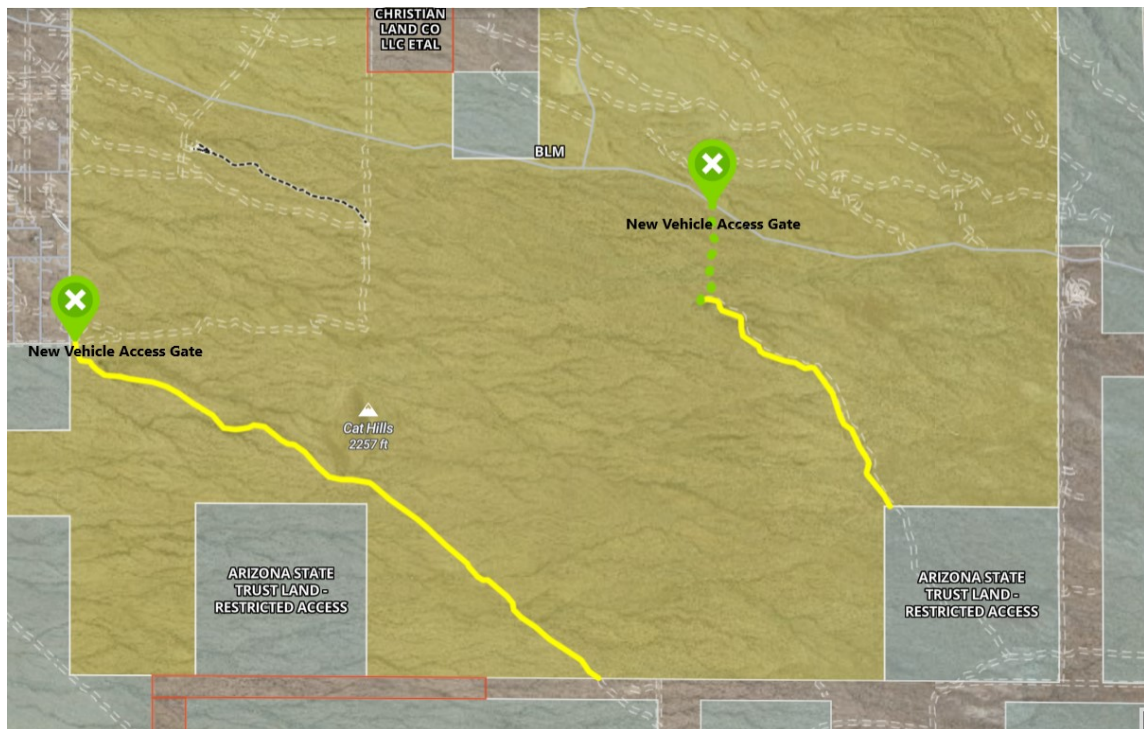 CHRISTIAN
LAND CO
LLC ETAL
BLM
New Vehicle Access Gate
New Vehicle Access Gate
Cat Hills
2257 ft
ARIZONA STATE
TRUST LAND -
RESTRICTED ACCESS
ARIZONA STATE
TRUST LAND -
RESTRICTED ACCESS